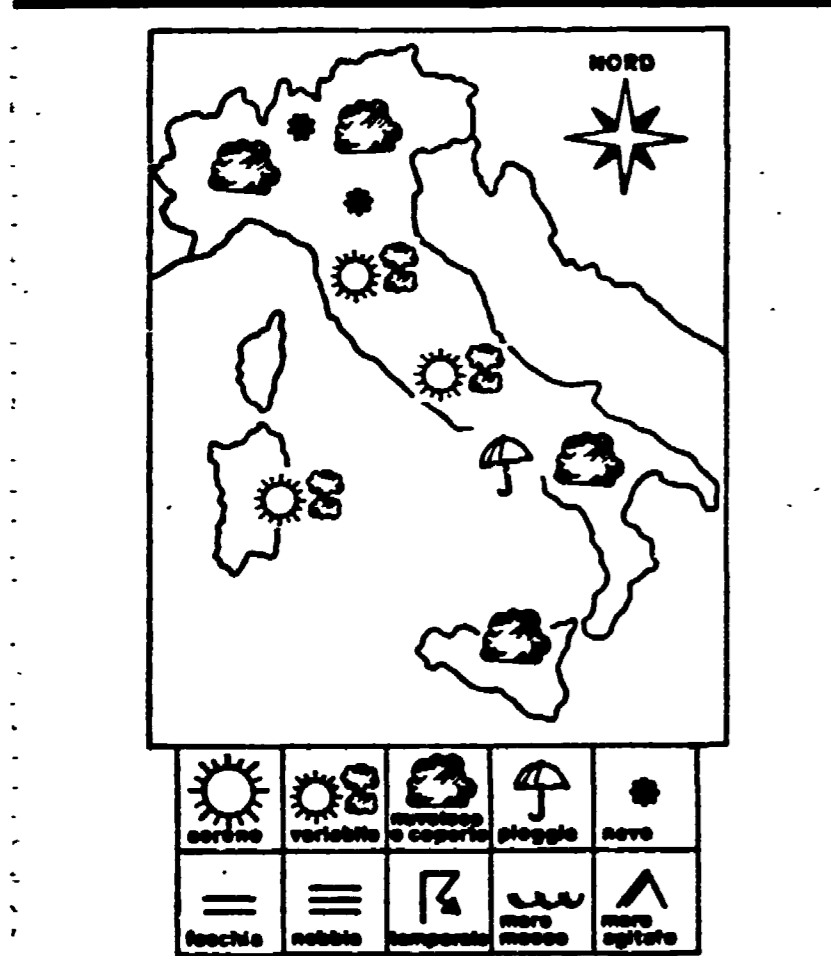 NORD
sereno
variabile
nuvoloso
o coperto
pioggia
neve
foschia
nebbia
temporale
mare
mosso
mare
agitato